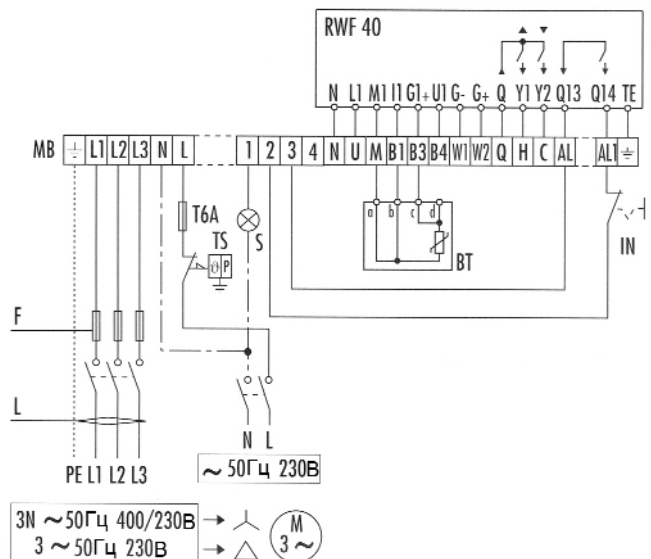 RWF 40
N L1 M1 I1 G1+ U1 G- G+ Q Y1 Y2 Q13 Q14 TE
MB L1 L2 L3 N L 1 2 3 4 N U M B1 B3 B4 W1 W2 Q H C AL AL1
a b c d
T6A
TS
ϑ P
S
BT
IN
F
L
N L
PE L1 L2 L3
~ 50Гц 230В
3N ~50Гц 400/230В
3 ~ 50Гц 230В
M
3~